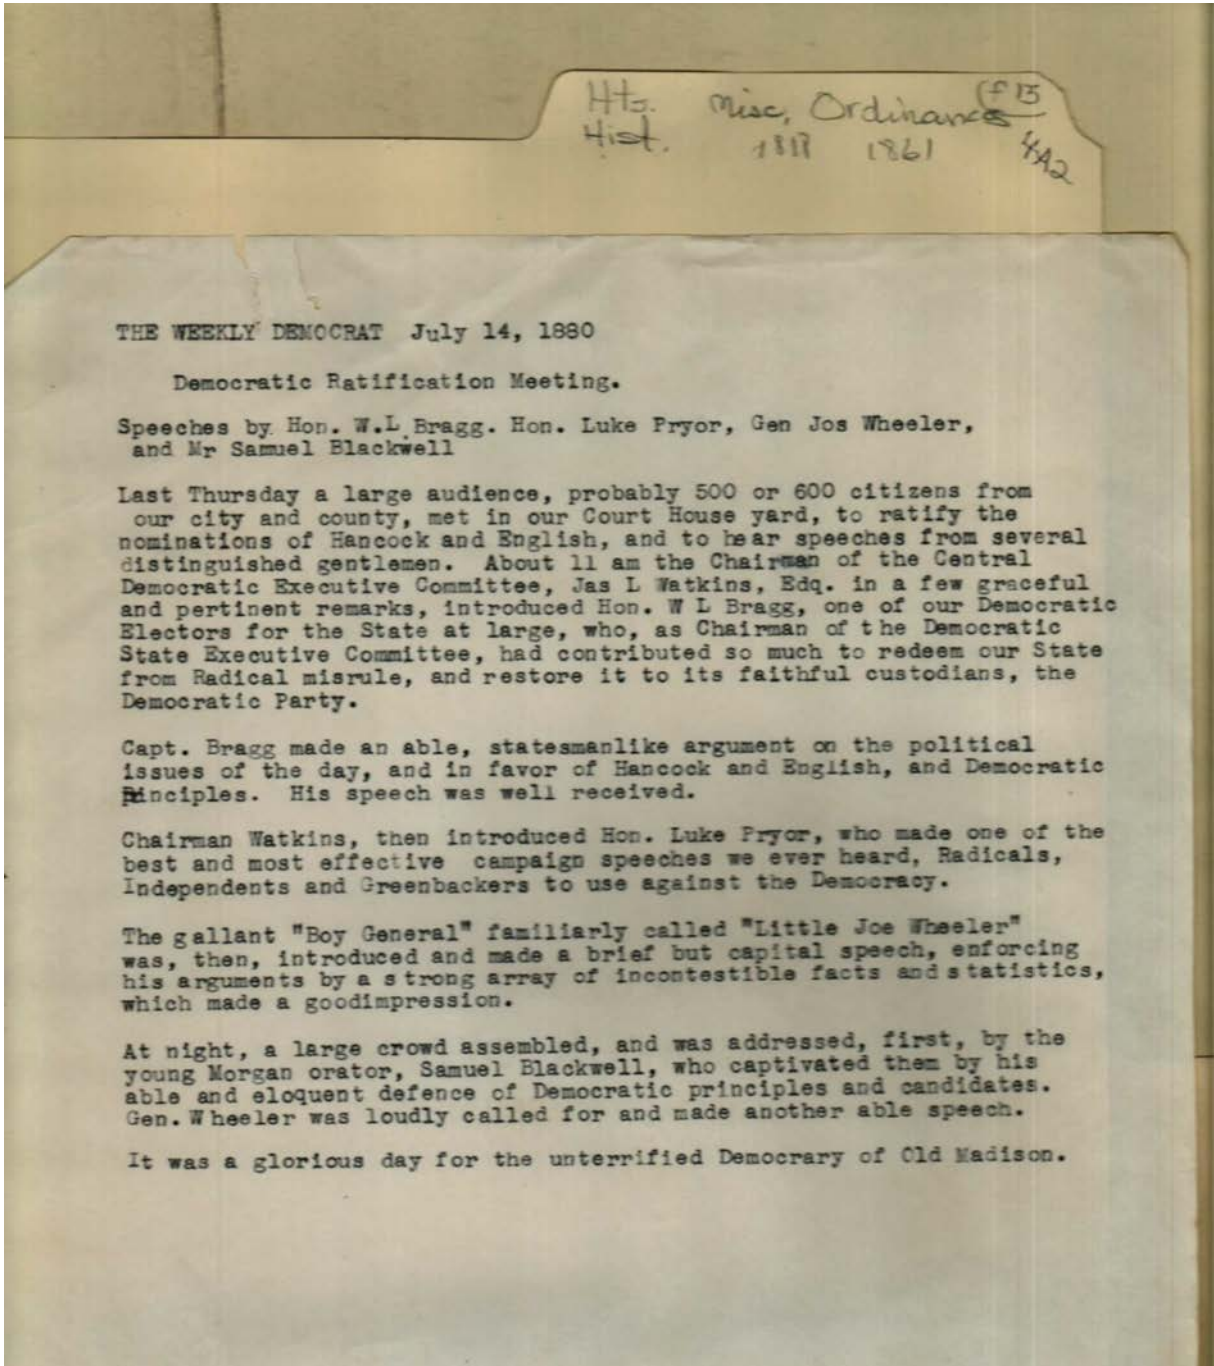 Hts. Misc. Ordinances f 13
Hist. 1818 1861 4A2
THE WEEKLY DEMOCRAT July 14, 1880
Democratic Ratification Meeting.
Speeches by Hon. W.L.Bragg. Hon. Luke Pryor, Gen Jos Wheeler,
and Mr Samuel Blackwell
Last Thursday a large audience, probably 500 or 600 citizens from
our city and county, met in our Court House yard, to ratify the
nominations of Hancock and English, and to hear speeches from several
distinguished gentlemen. About 11 am the Chairman of the Central
Democratic Executive Committee, Jas L Watkins, Edq. in a few graceful
and pertinent remarks, introduced Hon. W L Bragg, one of our Democratic
Electors for the State at large, who, as Chairman of the Democratic
State Executive Committee, had contributed so much to redeem our State
from Radical misrule, and restore it to its faithful custodians, the
Democratic Party.
Capt. Bragg made an able, statesmanlike argument on the political
issues of the day, and in favor of Hancock and English, and Democratic
Principles. His speech was well received.
Chairman Watkins, then introduced Hon. Luke Pryor, who made one of the
best and most effective campaign speeches we ever heard, Radicals,
Independents and Greenbackers to use against the Democracy.
The gallant "Boy General" familiarly called "Little Joe Wheeler"
was, then, introduced and made a brief but capital speech, enforcing
his arguments by a strong array of incontestible facts and statistics,
which made a goodimpression.
At night, a large crowd assembled, and was addressed, first, by the
young Morgan orator, Samuel Blackwell, who captivated them by his
able and eloquent defence of Democratic principles and candidates.
Gen. Wheeler was loudly called for and made another able speech.
It was a glorious day for the unterrified Democrary of Old Madison.